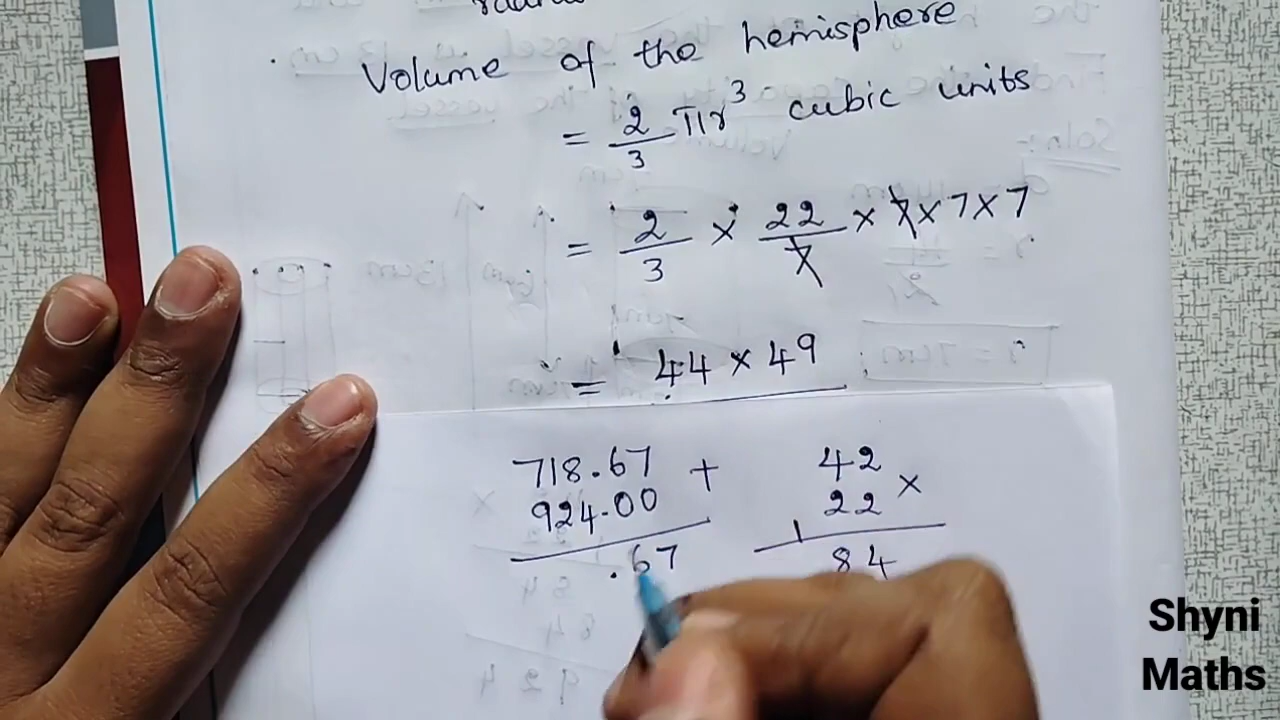 Volume of the hemisphere
= 2/3 πr³ cubic units
= 2/3 × 22/7 × 7 × 7 × 7
= 44 × 49
718.67 +
924.00
.67
42 ×
22
1
84
Shyni
Maths